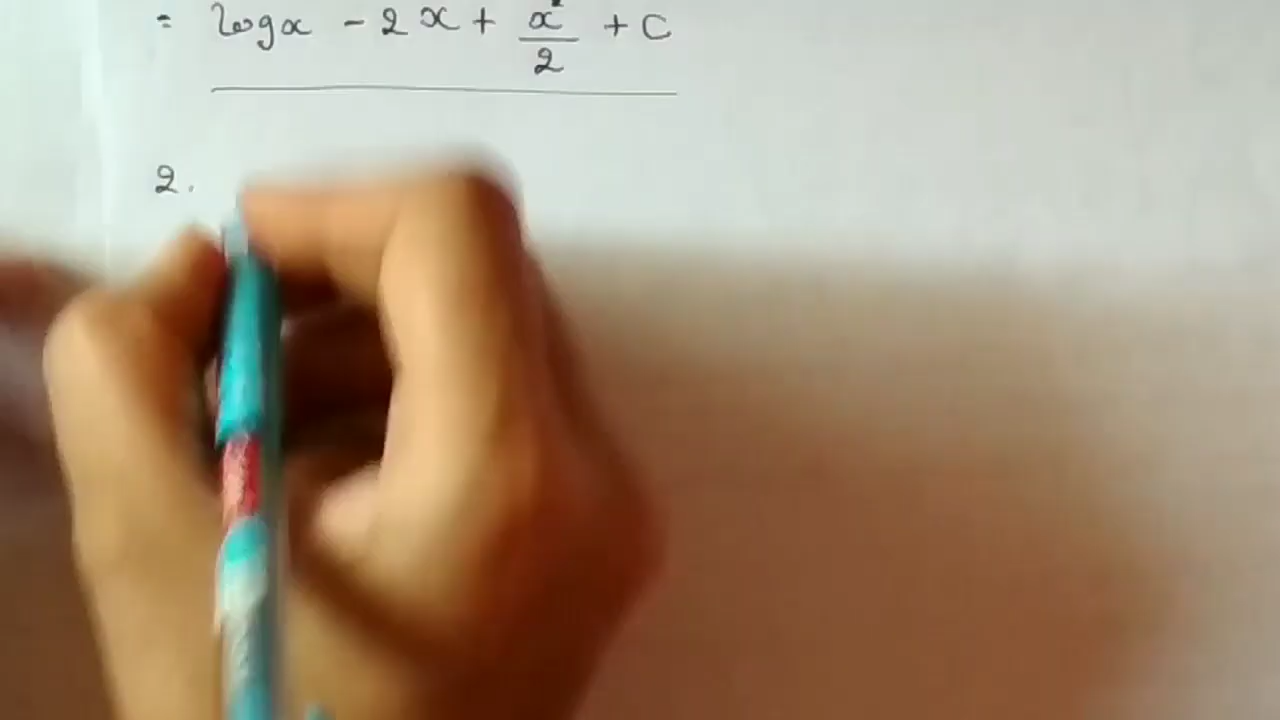 = log x - 2x + x²/2 + C
2.